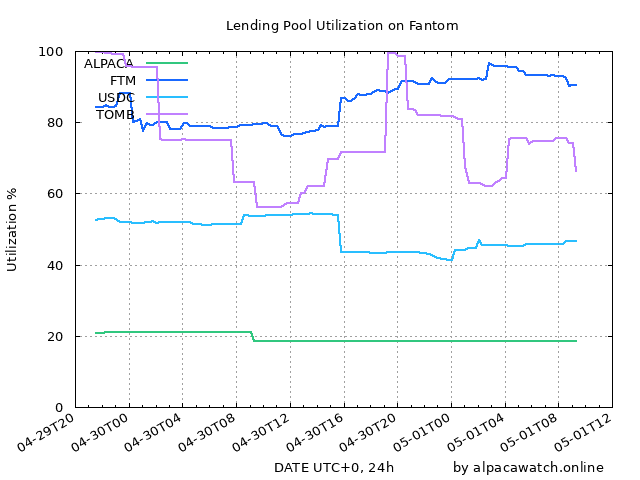 Lending Pool Utilization on Fantom
100
80
60
40
20
0
Utilization %
ALPACA
FTM
USDC
TOMB
04-29T20
04-30T00
04-30T04
04-30T08
04-30T12
04-30T16
04-30T20
05-01T00
05-01T04
05-01T08
05-01T12
DATE UTC+0, 24h
by alpacawatch.online